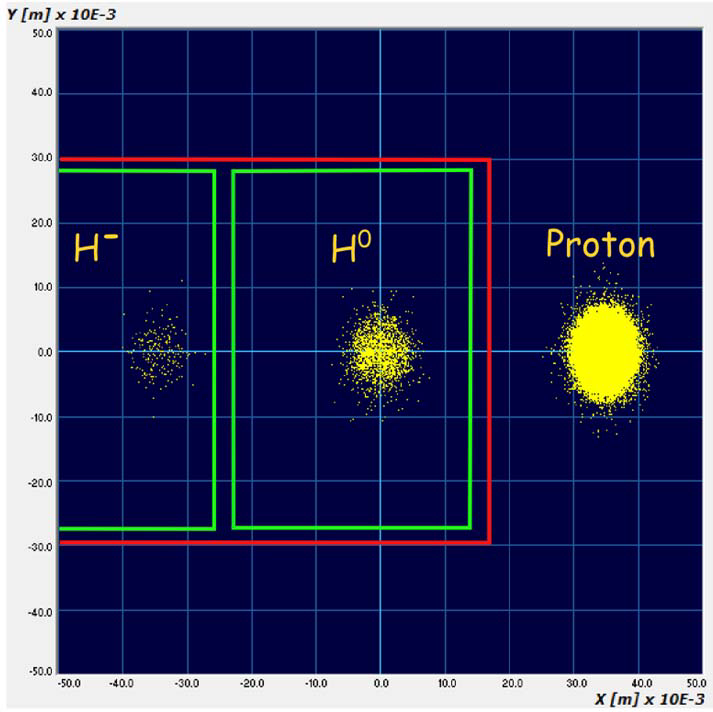 Y [m] x 10E-3
50.0
40.0
30.0
20.0
10.0
0.0
-10.0
-20.0
-30.0
-40.0
-50.0
H⁻
H⁰
Proton
-50.0 -40.0 -30.0 -20.0 -10.0 0.0 10.0 20.0 30.0 40.0 50.0
X [m] x 10E-3